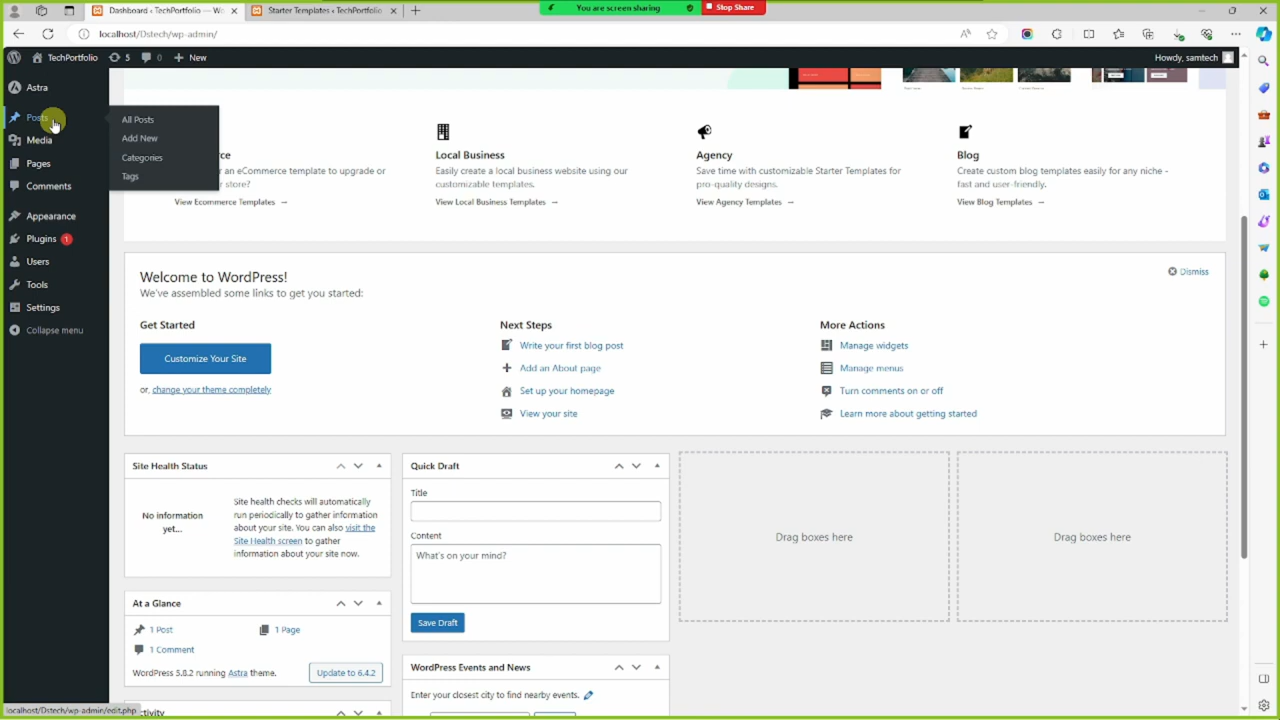 Dashboard ‹ TechPortfolio — Wo
Starter Templates ‹ TechPortfolio
You are screen sharing
Stop Share
localhost/Dstech/wp-admin/
TechPortfolio
5
0
New
Howdy, samtech
Astra
Posts
Media
Pages
Comments
Appearance
Plugins 1
Users
Tools
Settings
Collapse menu
All Posts
Add New
Categories
Tags
rce
an eCommerce template to upgrade or
store?
View Ecommerce Templates →
Local Business
Easily create a local business website using our
customizable templates.
View Local Business Templates →
Agency
Save time with customizable Starter Templates for
pro-quality designs.
View Agency Templates →
Blog
Create custom blog templates easily for any niche -
fast and user-friendly.
View Blog Templates →
Welcome to WordPress!
We've assembled some links to get you started:
Dismiss
Get Started
Customize Your Site
or, change your theme completely
Next Steps
Write your first blog post
Add an About page
Set up your homepage
View your site
More Actions
Manage widgets
Manage menus
Turn comments on or off
Learn more about getting started
Site Health Status
No information
yet...
Site health checks will automatically
run periodically to gather information
about your site. You can also visit the
Site Health screen to gather
information about your site now.
At a Glance
1 Post
1 Page
1 Comment
WordPress 5.8.2 running Astra theme.
Update to 6.4.2
ctivity
Quick Draft
Title
Content
What's on your mind?
Save Draft
WordPress Events and News
Enter your closest city to find nearby events.
Drag boxes here
Drag boxes here
localhost/Dstech/wp-admin/edit.php